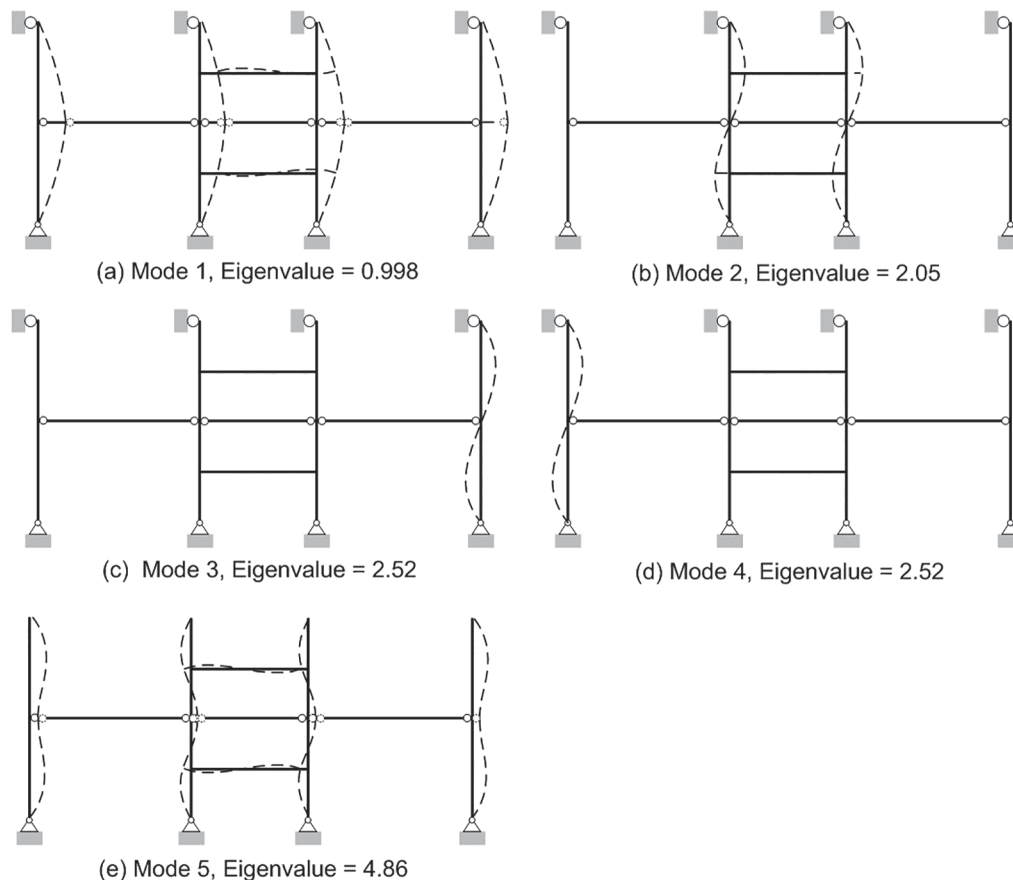 (a) Mode 1, Eigenvalue = 0.998
(b) Mode 2, Eigenvalue = 2.05
(c) Mode 3, Eigenvalue = 2.52
(d) Mode 4, Eigenvalue = 2.52
(e) Mode 5, Eigenvalue = 4.86